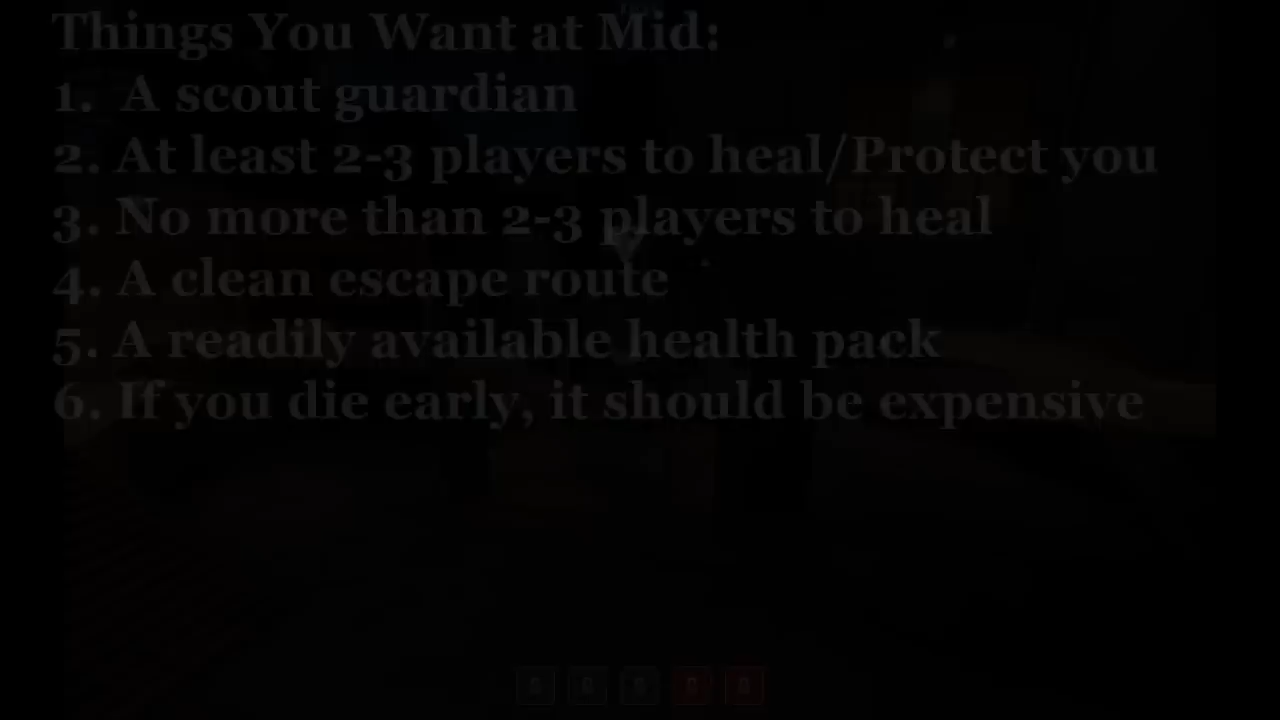 Things You Want at Mid:
1. A scout guardian
2. At least 2-3 players to heal/Protect you
3. No more than 2-3 players to heal
4. A clean escape route
5. A readily available health pack
6. If you die early, it should be expensive